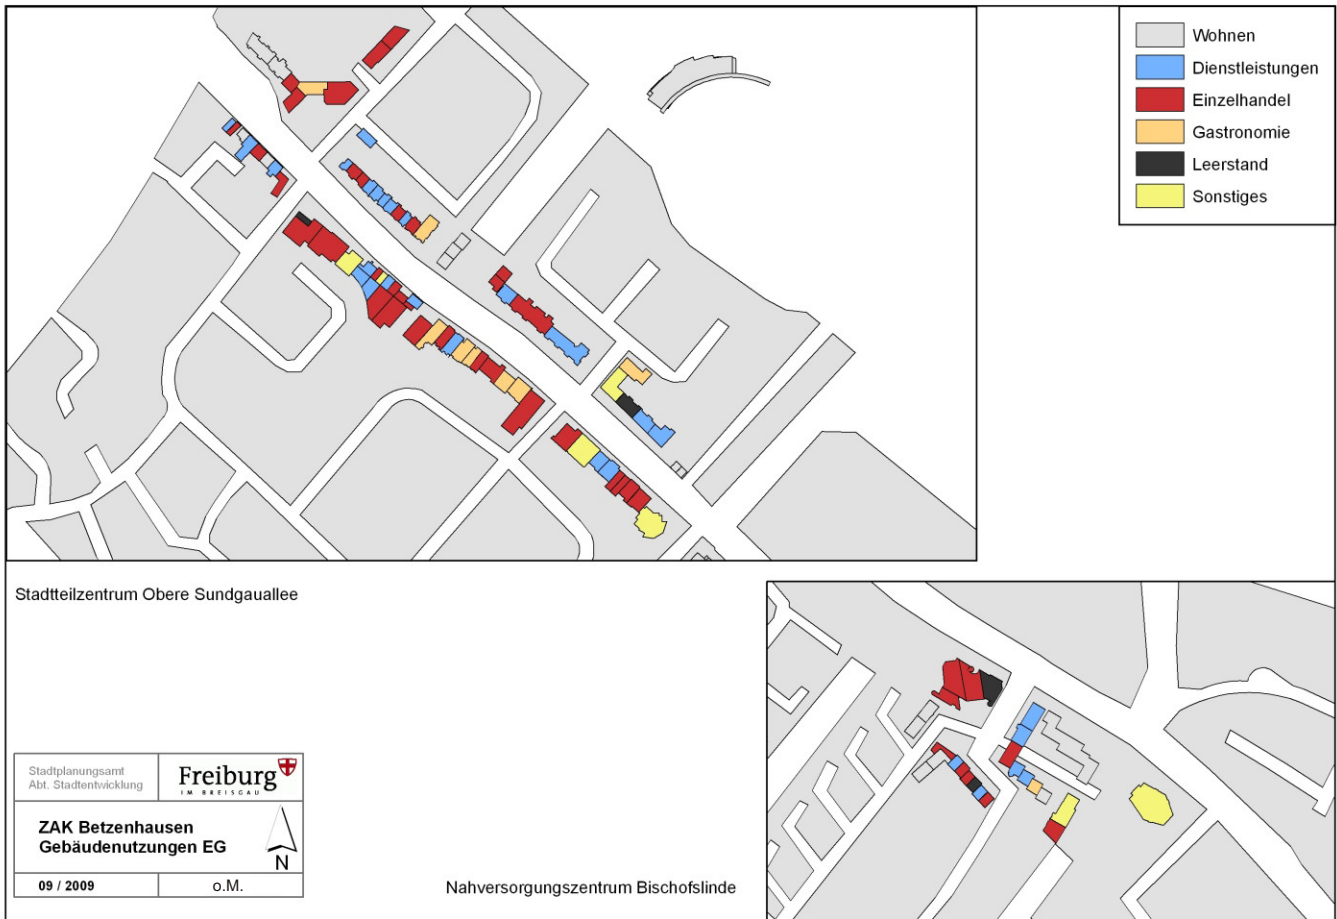 Wohnen
Dienstleistungen
Einzelhandel
Gastronomie
Leerstand
Sonstiges
Stadtteilzentrum Obere Sundgauallee
Stadtplanungsamt
Abt. Stadtentwicklung
Freiburg
IM BREISGAU
ZAK Betzenhausen
Gebäudenutzungen EG
N
09 / 2009
o.M.
Nahversorgungszentrum Bischofslinde